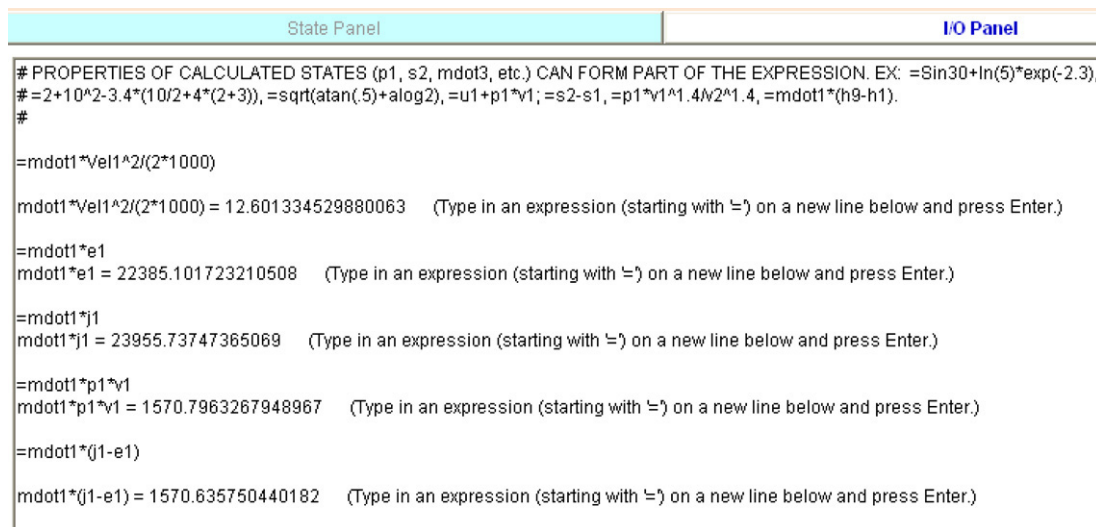 State Panel
I/O Panel
# PROPERTIES OF CALCULATED STATES (p1, s2, mdot3, etc.) CAN FORM PART OF THE EXPRESSION. EX: =Sin30+ln(5)*exp(-2.3),
#=2+10^2-3.4*(10/2+4*(2+3)), =sqrt(atan(.5)+alog2), =u1+p1*v1; =s2-s1, =p1*v1^1.4/v2^1.4, =mdot1*(h9-h1).
#
=mdot1*Vel1^2/(2*1000)
mdot1*Vel1^2/(2*1000) = 12.601334529880063 (Type in an expression (starting with '=') on a new line below and press Enter.)
=mdot1*e1
mdot1*e1 = 22385.101723210508 (Type in an expression (starting with '=') on a new line below and press Enter.)
=mdot1*j1
mdot1*j1 = 23955.73747365069 (Type in an expression (starting with '=') on a new line below and press Enter.)
=mdot1*p1*v1
mdot1*p1*v1 = 1570.7963267948967 (Type in an expression (starting with '=') on a new line below and press Enter.)
=mdot1*(j1-e1)
mdot1*(j1-e1) = 1570.635750440182 (Type in an expression (starting with '=') on a new line below and press Enter.)